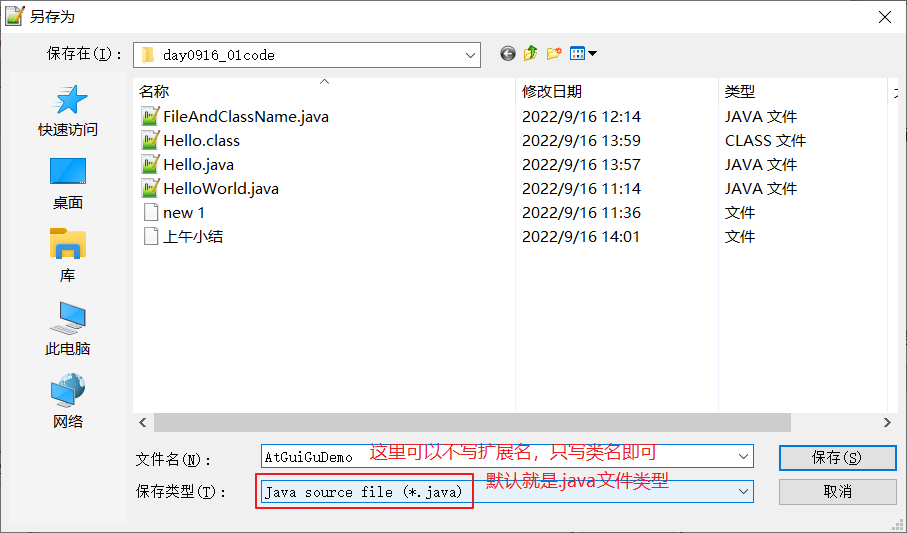 另存为
保存在(I)：
day0916_01code
快速访问
桌面
库
此电脑
网络
名称 修改日期 类型
FileAndClassName.java 2022/9/16 12:14 JAVA 文件
Hello.class 2022/9/16 13:59 CLASS 文件
Hello.java 2022/9/16 13:57 JAVA 文件
HelloWorld.java 2022/9/16 11:14 JAVA 文件
new 1 2022/9/16 11:36 文件
上午小结 2022/9/16 14:01 文件
文件名(N)： AtGuiGuDemo 这里可以不写扩展名，只写类名即可 保存(S)
保存类型(T)： Java source file (*.java) 默认就是.java文件类型 取消